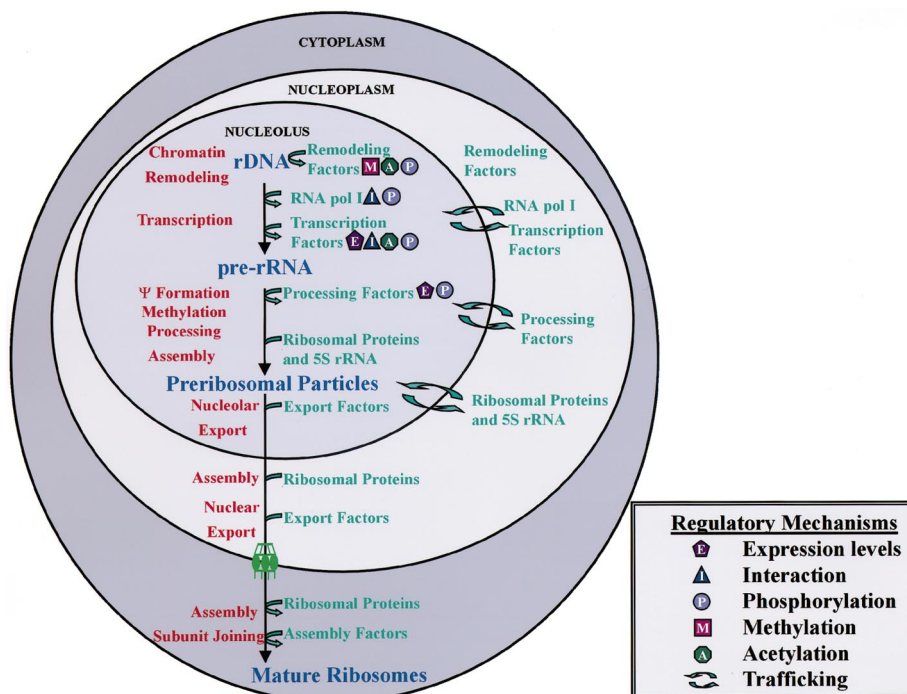 CYTOPLASM
NUCLEOPLASM
NUCLEOLUS
Chromatin
Remodeling
rDNA
Remodeling
Factors M A P
Remodeling
Factors
RNA pol I I P
RNA pol I
Transcription
Transcription
Factors E I A P
Transcription
Factors
pre-rRNA
Ψ Formation
Methylation
Processing
Processing Factors E P
Processing
Factors
Assembly
Ribosomal Proteins
and 5S rRNA
Preribosomal Particles
Nucleolar
Export
Export Factors
Ribosomal Proteins
and 5S rRNA
Assembly
Ribosomal Proteins
Nuclear
Export
Export Factors
Assembly
Ribosomal Proteins
Subunit Joining
Assembly Factors
Mature Ribosomes
Regulatory Mechanisms
E Expression levels
I Interaction
P Phosphorylation
M Methylation
A Acetylation
Trafficking